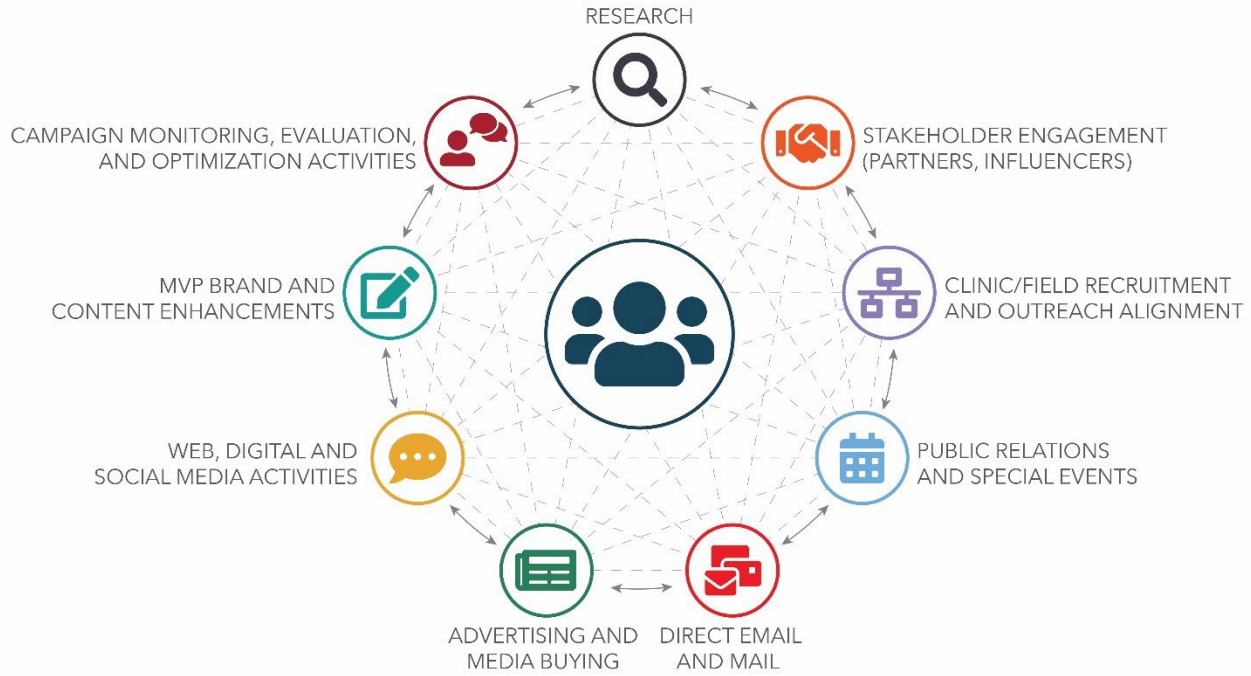 RESEARCH
STAKEHOLDER ENGAGEMENT
(PARTNERS, INFLUENCERS)
CLINIC/FIELD RECRUITMENT
AND OUTREACH ALIGNMENT
PUBLIC RELATIONS
AND SPECIAL EVENTS
DIRECT EMAIL
AND MAIL
ADVERTISING AND
MEDIA BUYING
WEB, DIGITAL AND
SOCIAL MEDIA ACTIVITIES
MVP BRAND AND
CONTENT ENHANCEMENTS
CAMPAIGN MONITORING, EVALUATION,
AND OPTIMIZATION ACTIVITIES